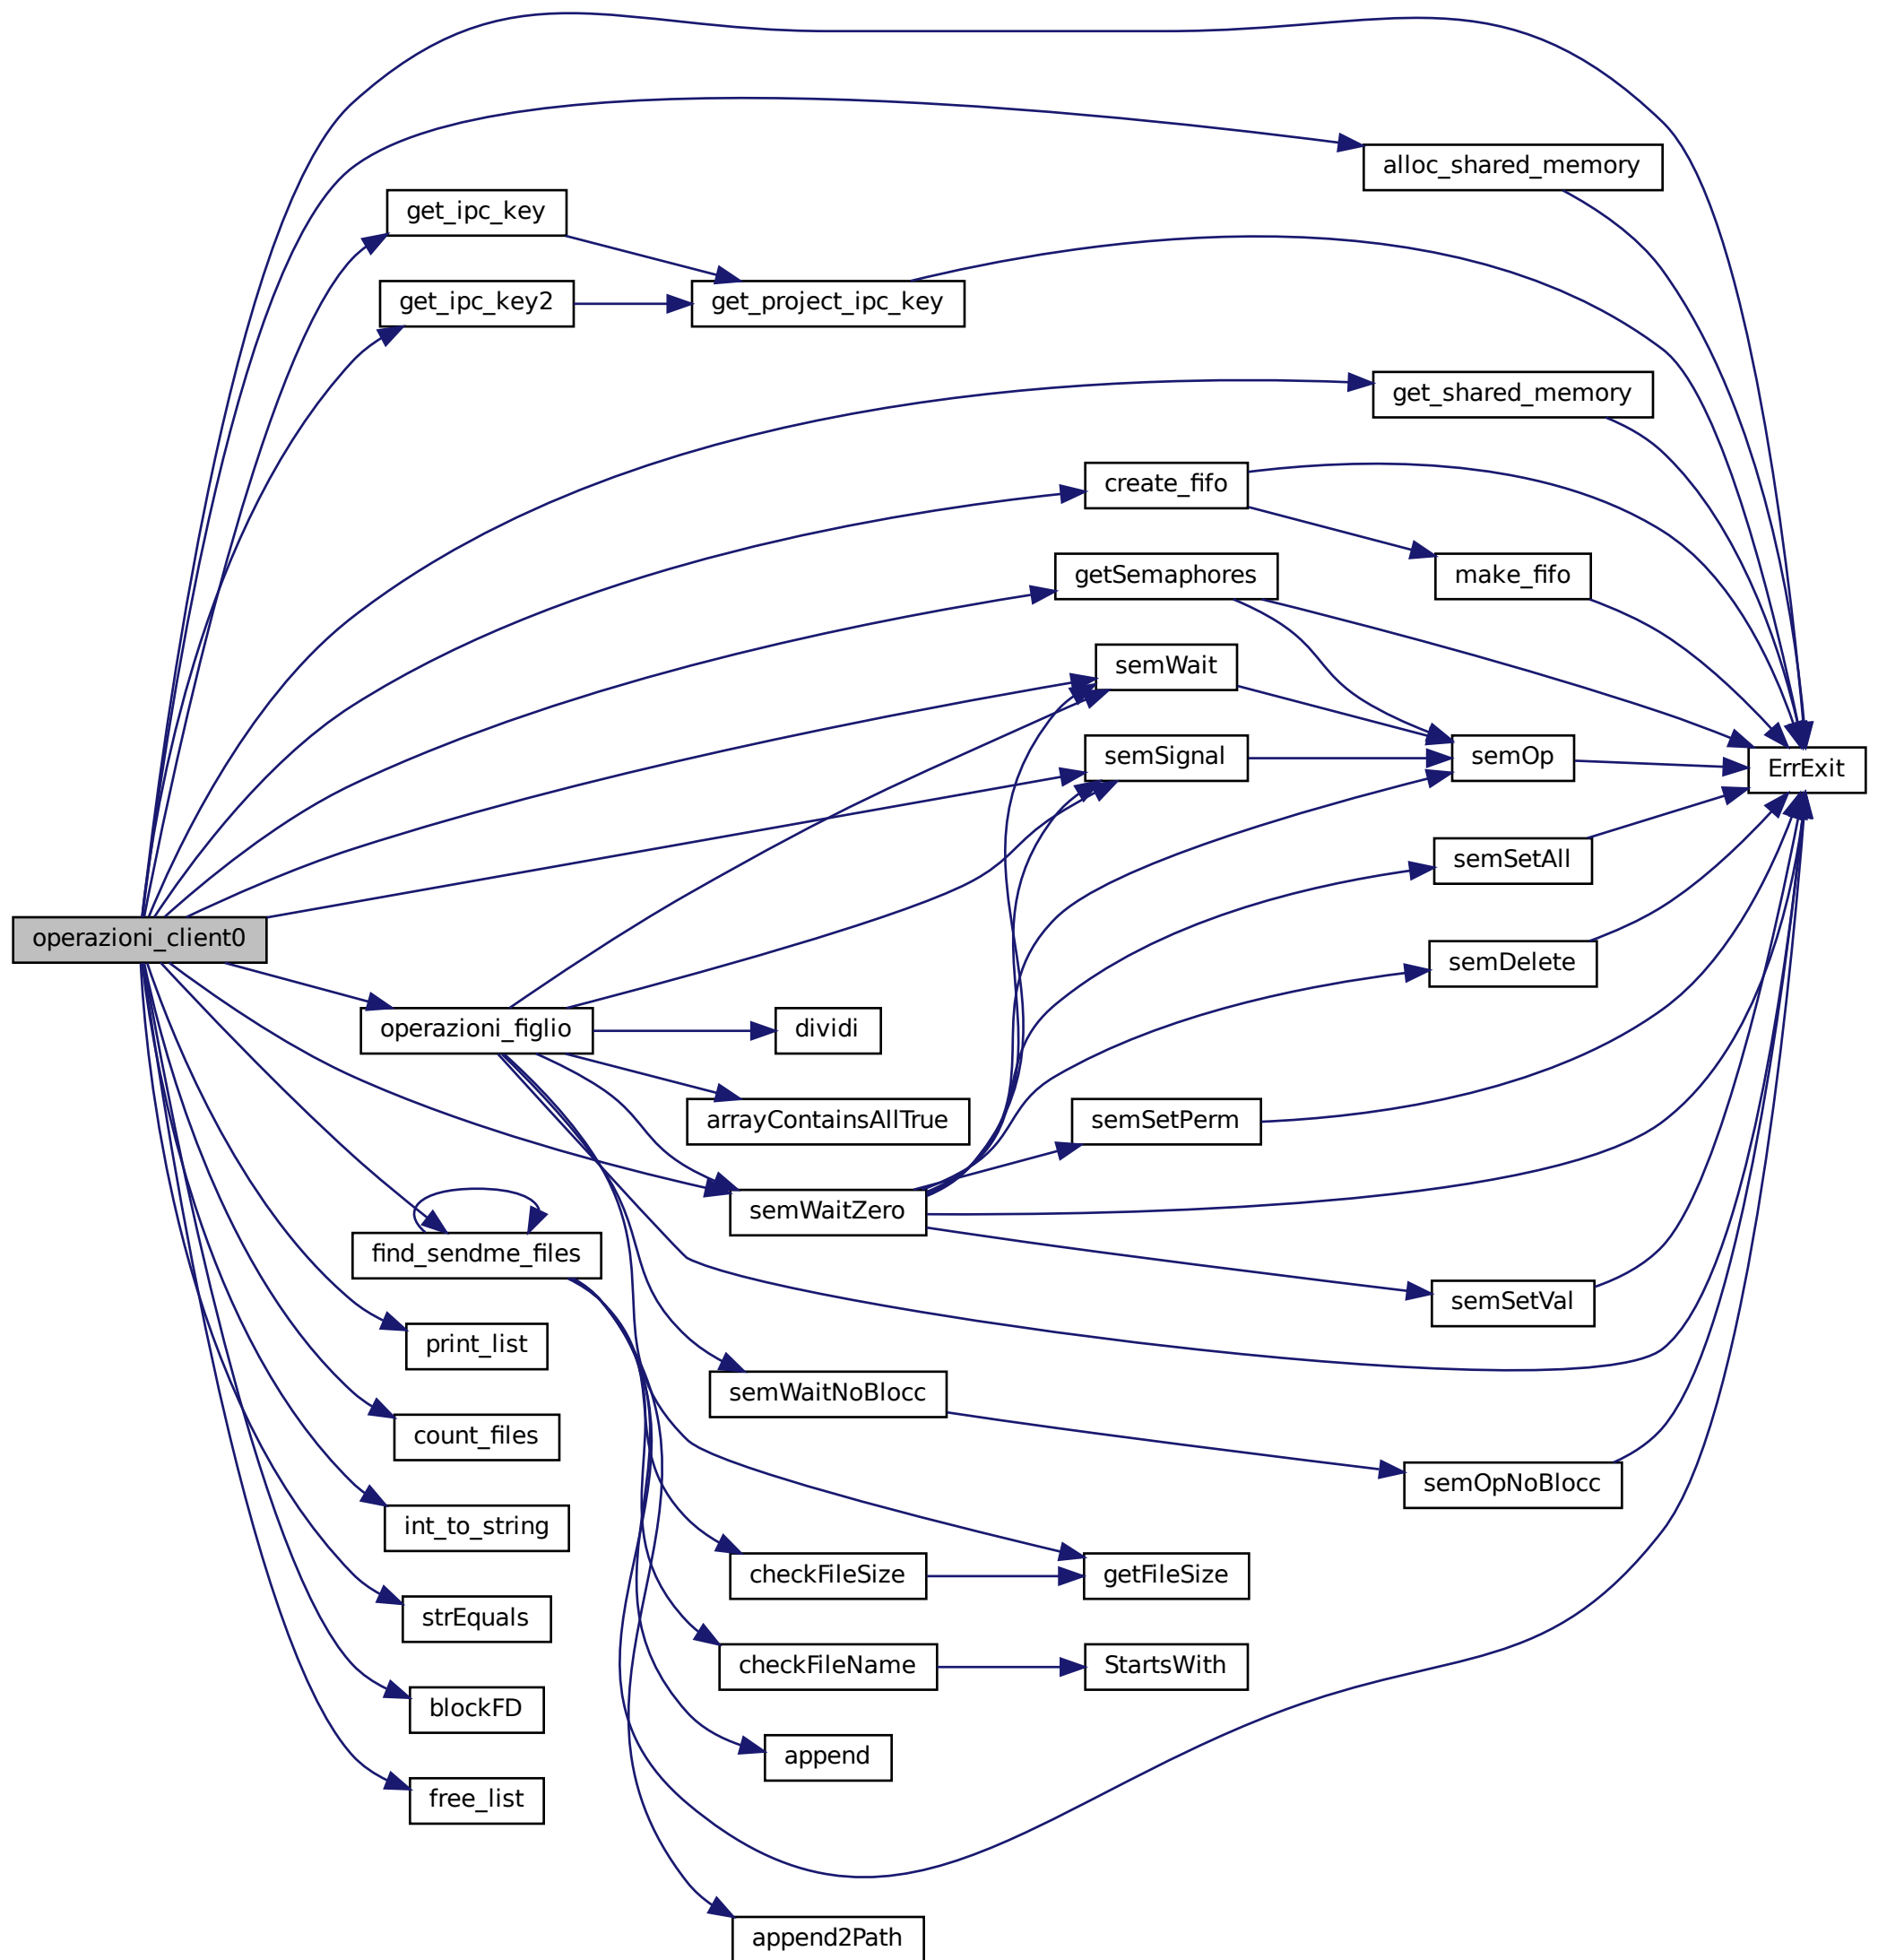 alloc_shared_memory
get_ipc_key
get_ipc_key2
get_project_ipc_key
get_shared_memory
create_fifo
getSemaphores
make_fifo
semWait
semSignal
semOp
ErrExit
semSetAll
operazioni_client0
semDelete
operazioni_figlio
dividi
arrayContainsAllTrue
semSetPerm
semWaitZero
find_sendme_files
semSetVal
print_list
semWaitNoBlocc
count_files
semOpNoBlocc
int_to_string
checkFileSize
getFileSize
strEquals
checkFileName
StartsWith
blockFD
append
free_list
append2Path